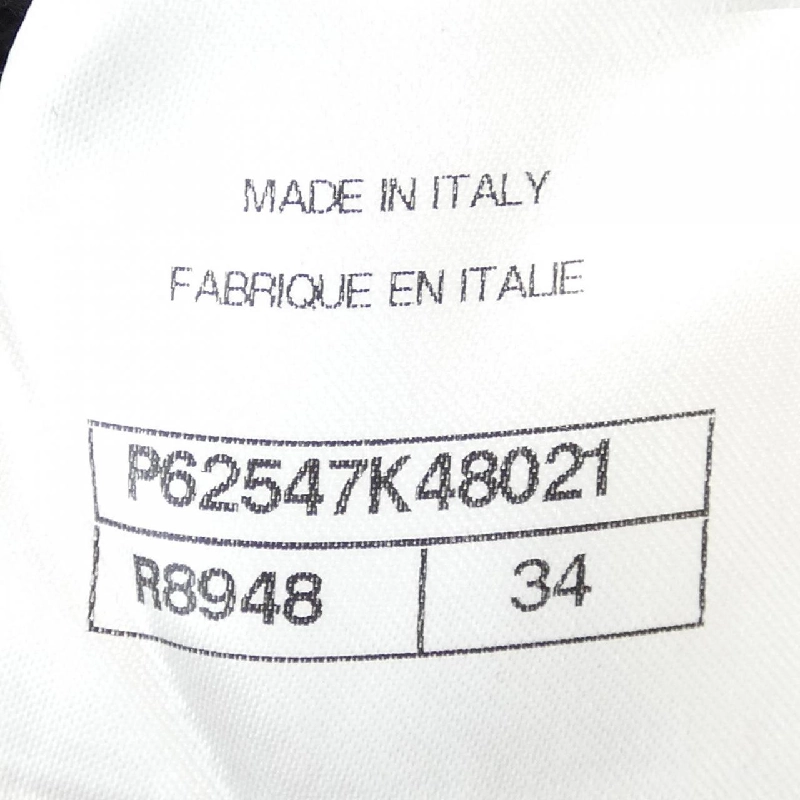 MADE IN ITALY
FABRIQUE EN ITALIE
P62547K48021
R8948 34